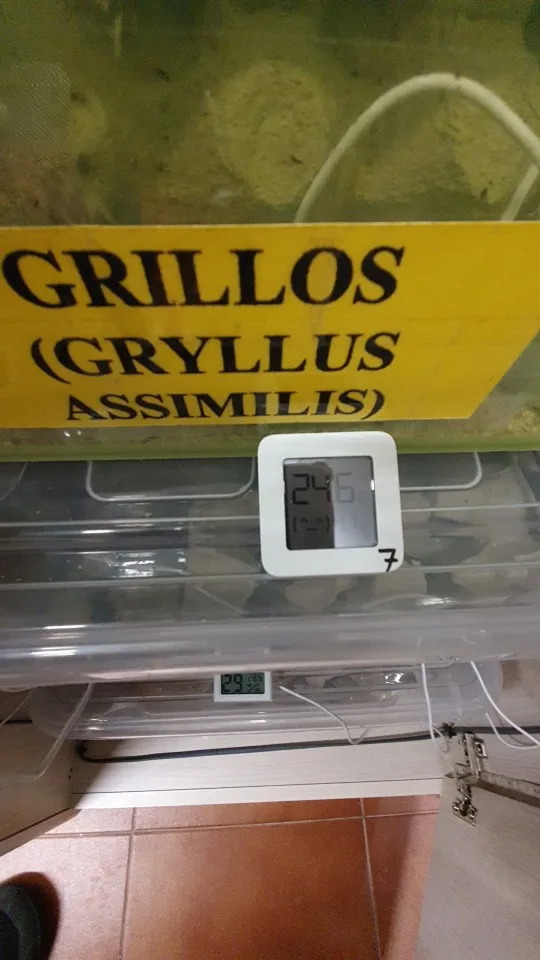 GRILLOS
(GRYLLUS
ASSIMILIS)
24.6
(^_^)
7
29